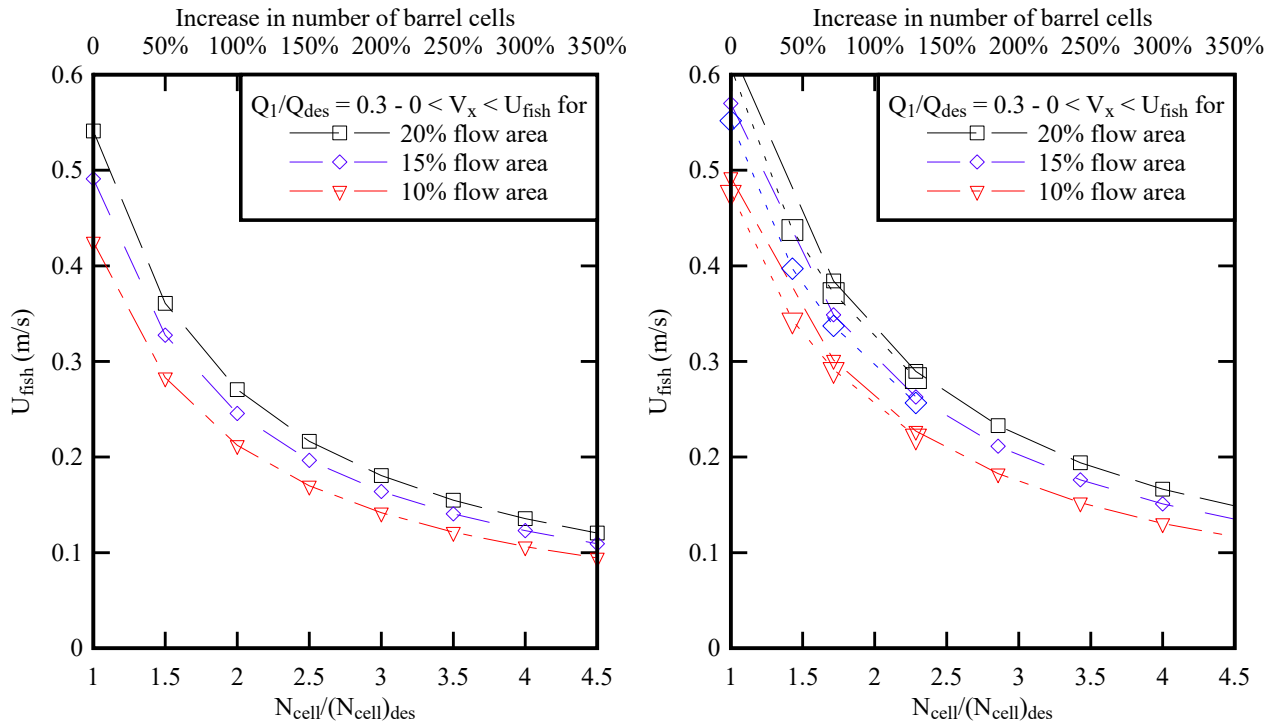 Increase in number of barrel cells
0 50% 100% 150% 200% 250% 300% 350%
0.6
0.5
0.4
0.3
0.2
0.1
0
U_fish (m/s)
Q_1/Q_des = 0.3 - 0 < V_x < U_fish for
20% flow area
15% flow area
10% flow area
1 1.5 2 2.5 3 3.5 4 4.5
N_cell/(N_cell)_des
Increase in number of barrel cells
0 50% 100% 150% 200% 250% 300% 350%
0.6
0.5
0.4
0.3
0.2
0.1
0
U_fish (m/s)
Q_1/Q_des = 0.3 - 0 < V_x < U_fish for
20% flow area
15% flow area
10% flow area
1 1.5 2 2.5 3 3.5 4 4.5
N_cell/(N_cell)_des